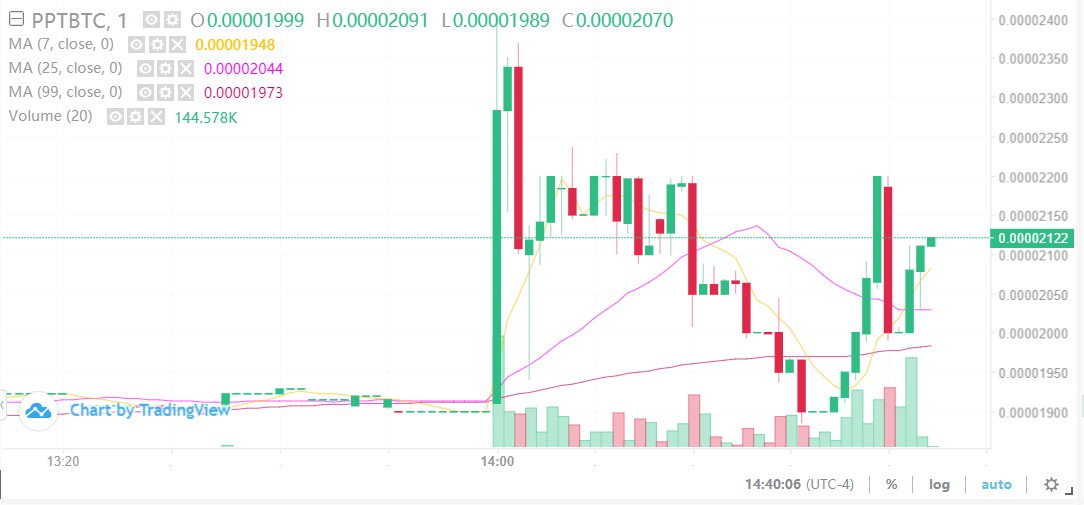 PPTBTC, 1 O0.00001999 H0.00002091 L0.00001989 C0.00002070
MA (7, close, 0) 0.00001948
MA (25, close, 0) 0.00002044
MA (99, close, 0) 0.00001973
Volume (20) 144.578K
0.00002400
0.00002350
0.00002300
0.00002250
0.00002200
0.00002150
0.00002122
0.00002100
0.00002050
0.00002000
0.00001950
0.00001900
Chart by TradingView
13:20 14:00
14:40:06 (UTC-4) % log auto